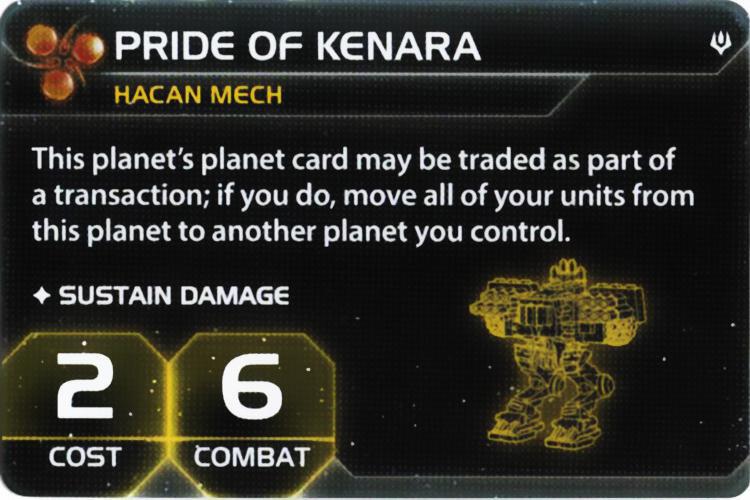 PRIDE OF KENARA
HACAN MECH
This planet's planet card may be traded as part of
a transaction; if you do, move all of your units from
this planet to another planet you control.
✦ SUSTAIN DAMAGE
2 6
COST COMBAT